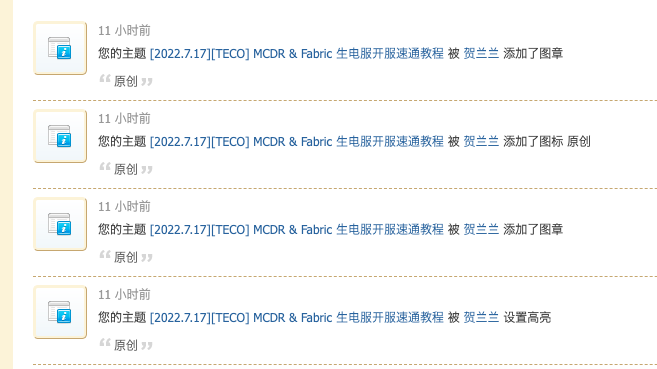 11 小时前
您的主题 [2022.7.17][TECO] MCDR & Fabric 生电服开服速通教程 被 贺兰兰 添加了图章
“ 原创 ”
11 小时前
您的主题 [2022.7.17][TECO] MCDR & Fabric 生电服开服速通教程 被 贺兰兰 添加了图标 原创
“ 原创 ”
11 小时前
您的主题 [2022.7.17][TECO] MCDR & Fabric 生电服开服速通教程 被 贺兰兰 添加了图章
“ 原创 ”
11 小时前
您的主题 [2022.7.17][TECO] MCDR & Fabric 生电服开服速通教程 被 贺兰兰 设置高亮
“ 原创 ”